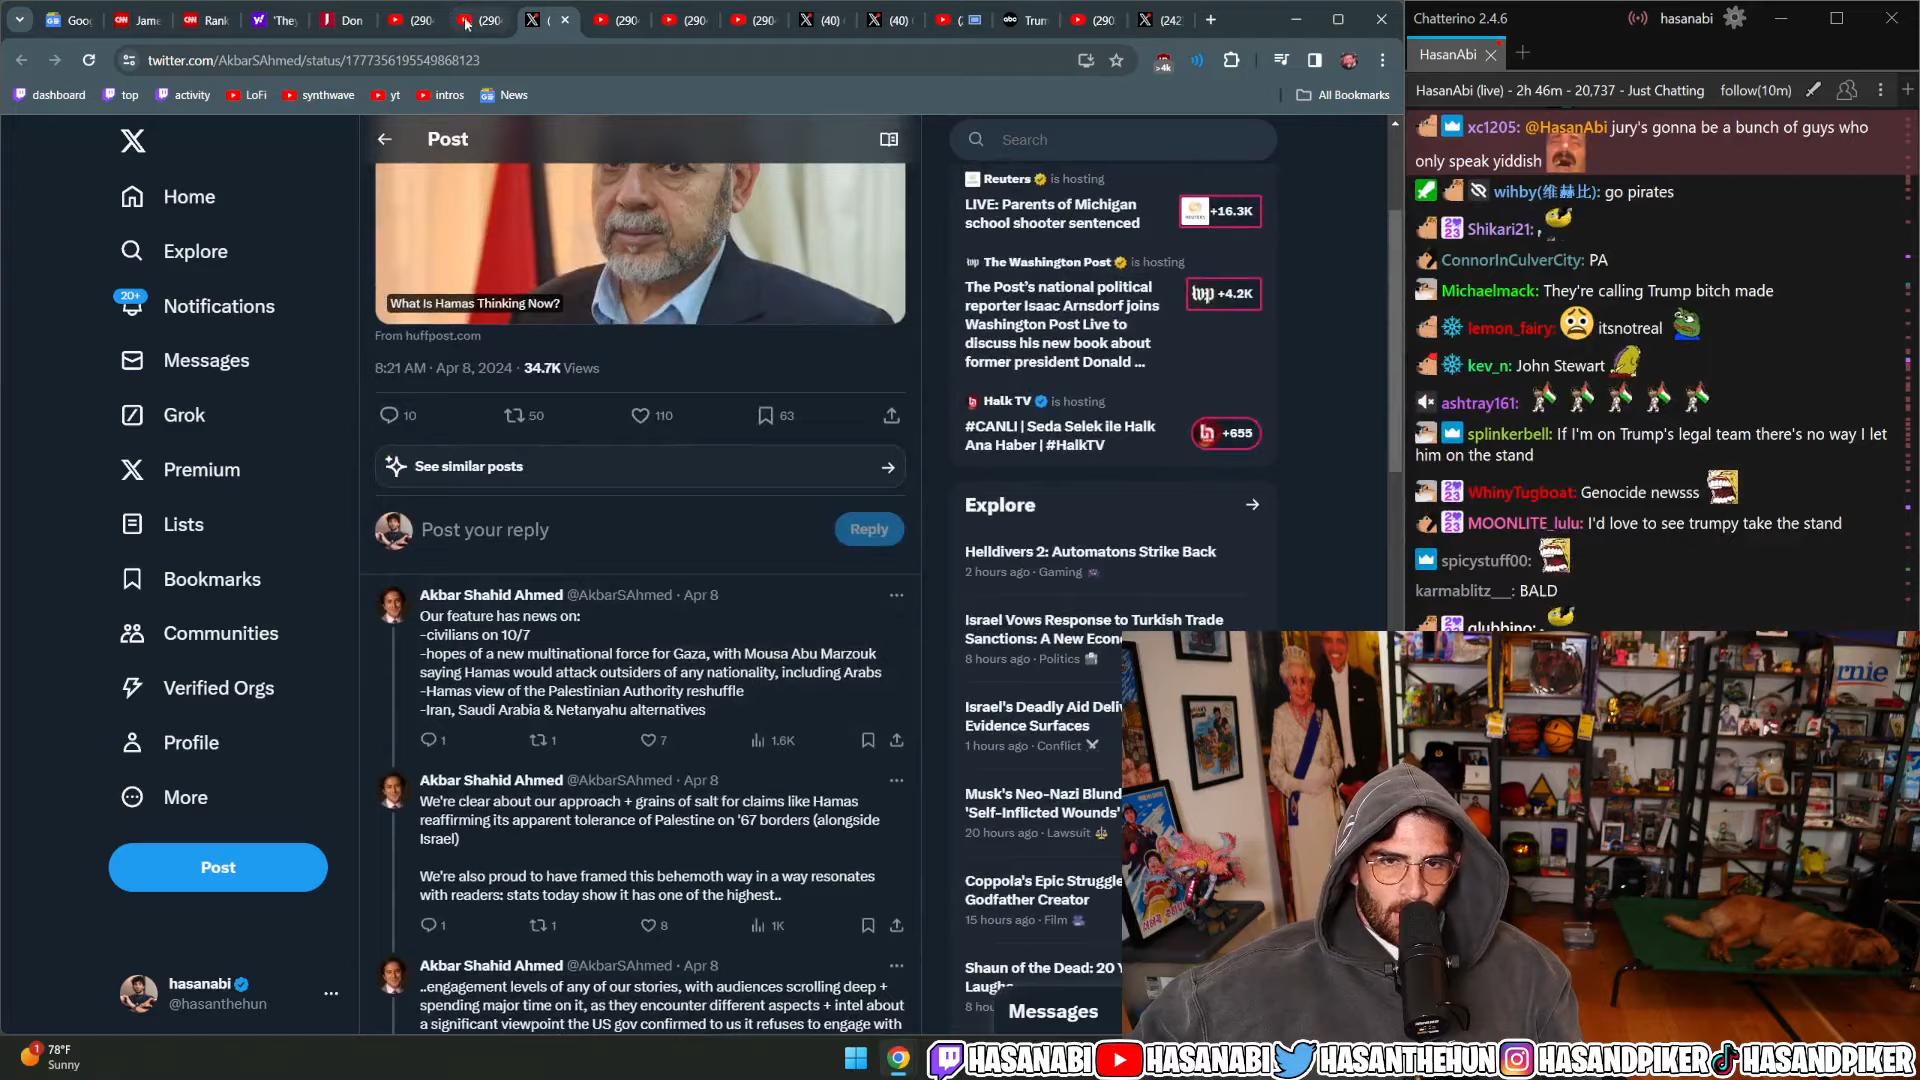 Goog
Jame
Rank
'They
Don
(290
(290
(
(290
(290
(290
(40)
(40)
(
Trum
(290
(242
twitter.com/AkbarSAhmed/status/1777356195549868123
>4k
dashboard
top
activity
LoFi
synthwave
yt
intros
News
All Bookmarks
Home
Explore
20+
Notifications
Messages
Grok
Premium
Lists
Bookmarks
Communities
Verified Orgs
Profile
More
Post
hasanabi
@hasanthehun
Post
What Is Hamas Thinking Now?
From huffpost.com
8:21 AM · Apr 8, 2024 · 34.7K Views
10
50
110
63
See similar posts
Post your reply
Reply
Akbar Shahid Ahmed @AkbarSAhmed · Apr 8
Our feature has news on:
-civilians on 10/7
-hopes of a new multinational force for Gaza, with Mousa Abu Marzouk
saying Hamas would attack outsiders of any nationality, including Arabs
-Hamas view of the Palestinian Authority reshuffle
-Iran, Saudi Arabia & Netanyahu alternatives
1
1
7
1.6K
Akbar Shahid Ahmed @AkbarSAhmed · Apr 8
We're clear about our approach + grains of salt for claims like Hamas
reaffirming its apparent tolerance of Palestine on '67 borders (alongside
Israel)
We're also proud to have framed this behemoth way in a way resonates
with readers: stats today show it has one of the highest..
1
1
8
1K
Akbar Shahid Ahmed @AkbarSAhmed · Apr 8
..engagement levels of any of our stories, with audiences scrolling deep +
spending major time on it, as they encounter different aspects + intel about
a significant viewpoint the US gov confirmed to us it refuses to engage with
Search
Reuters is hosting
LIVE: Parents of Michigan
school shooter sentenced
+16.3K
The Washington Post is hosting
The Post's national political
reporter Isaac Arnsdorf joins
Washington Post Live to
discuss his new book about
former president Donald ...
+4.2K
Halk TV is hosting
#CANLI | Seda Selek ile Halk
Ana Haber | #HalkTV
+655
Explore
Helldivers 2: Automatons Strike Back
2 hours ago · Gaming
Israel Vows Response to Turkish Trade
Sanctions: A New Econ
8 hours ago · Politics
Israel's Deadly Aid Deli
Evidence Surfaces
1 hours ago · Conflict
Musk's Neo-Nazi Blund
'Self-Inflicted Wounds'
20 hours ago · Lawsuit
Coppola's Epic Struggle
Godfather Creator
15 hours ago · Film
Shaun of the Dead: 20 Y
Laughs
8 hou
Messages
Chatterino 2.4.6
hasanabi
HasanAbi
HasanAbi (live) - 2h 46m - 20,737 - Just Chatting
follow(10m)
xc1205: @HasanAbi jury's gonna be a bunch of guys who
only speak yiddish
wihby(维赫比): go pirates
Shikari21: ,
ConnorInCulverCity: PA
Michaelmack: They're calling Trump bitch made
lemon_fairy: itsnotreal
kev_n: John Stewart
ashtray161:
splinkerbell: If I'm on Trump's legal team there's no way I let
him on the stand
WhinyTugboat: Genocide newsss
MOONLITE_lulu: I'd love to see trumpy take the stand
spicystuff00:
karmablitz__: BALD
glubbino: ,
rnie
1
78°F
Sunny
HASANABI
HASANABI
HASANTHEHUN
HASANDPIKER
HASANDPIKER